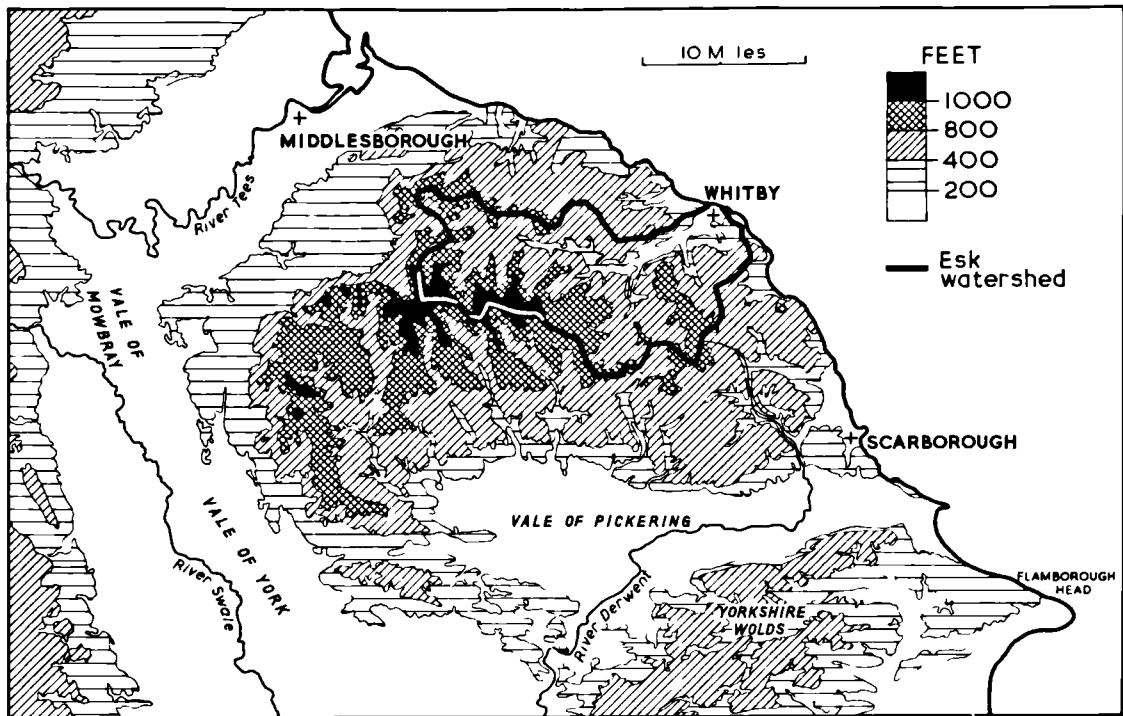 10 M les
FEET
1000
800
400
200
Esk
watershed
MIDDLESBOROUGH
River Tees
WHITBY
VALE OF
MOWBRAY
SCARBOROUGH
VALE OF PICKERING
VALE OF YORK
River Swale
River Derwent
YORKSHIRE
WOLDS
FLAMBOROUGH
HEAD